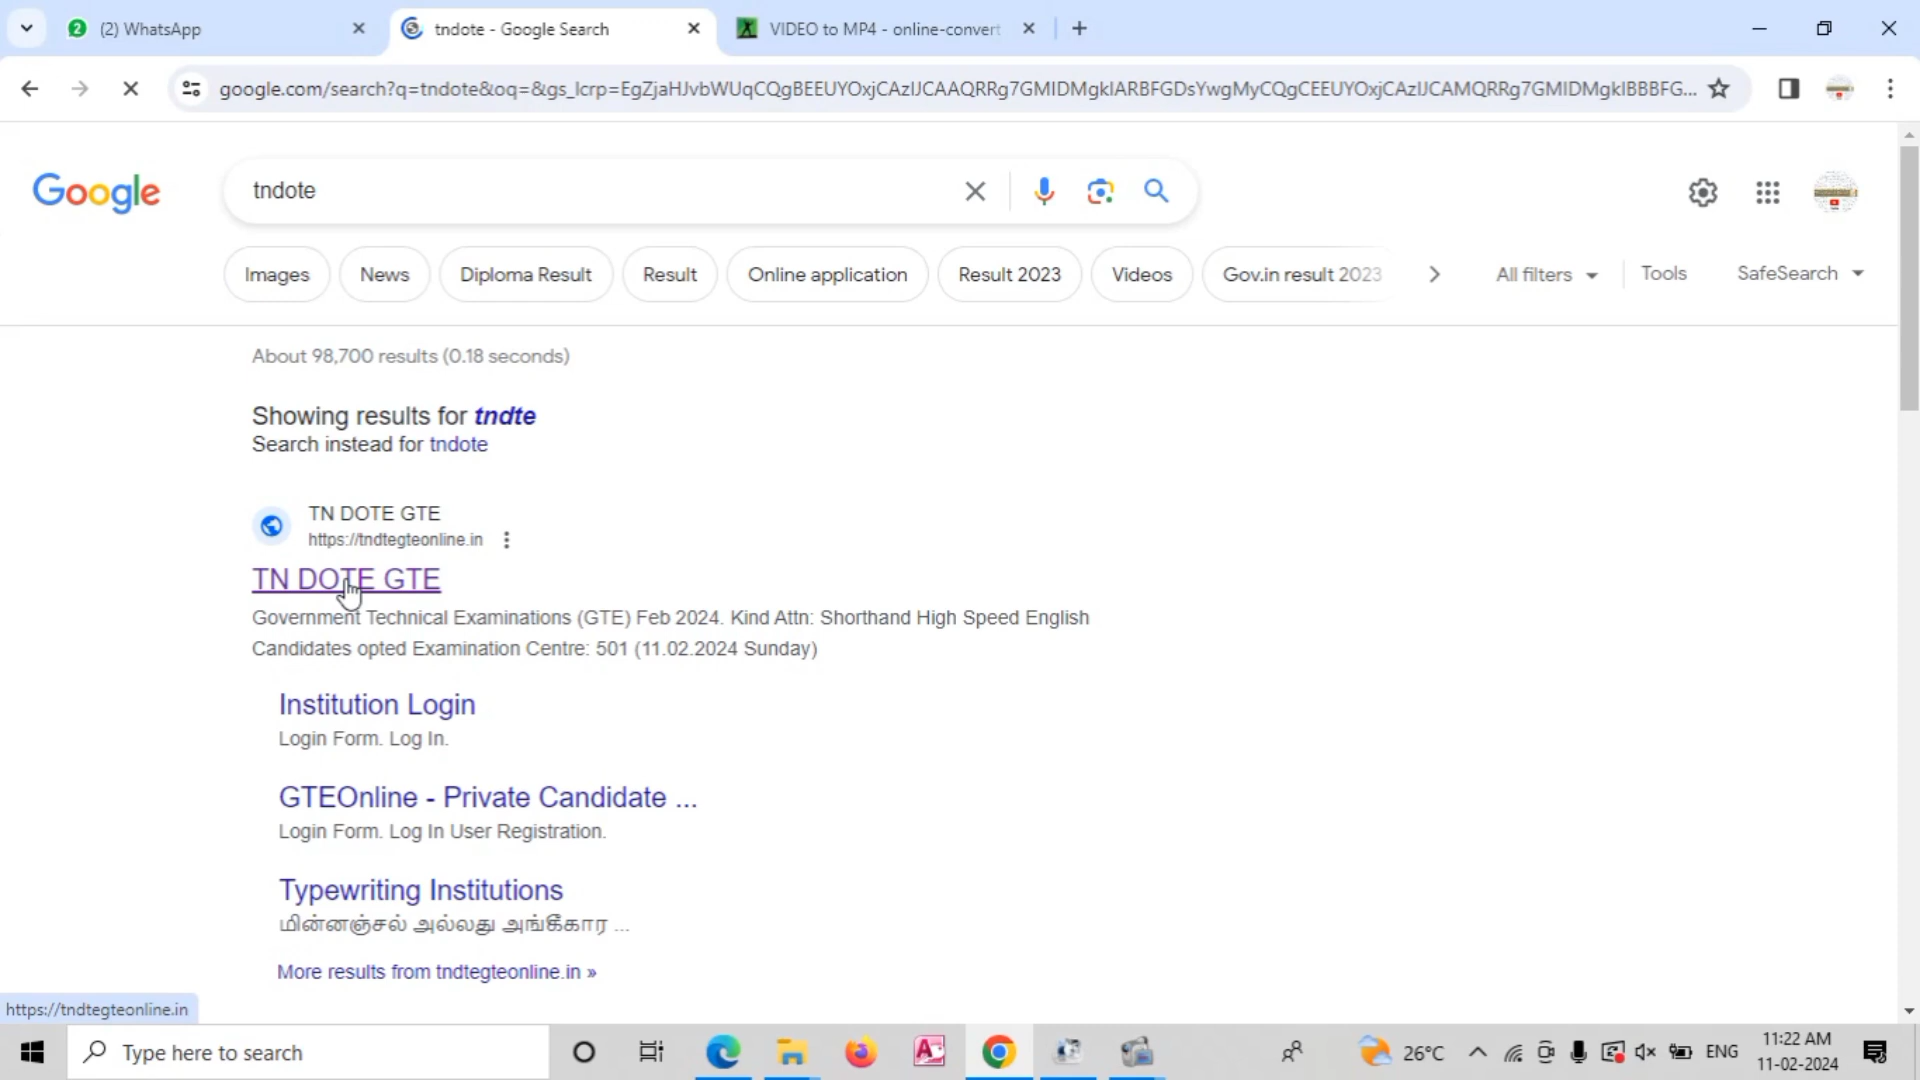 (2) WhatsApp
tndote - Google Search
VIDEO to MP4 - online-convert
google.com/search?q=tndote&oq=&gs_lcrp=EgZjaHJvbWUqCQgBEEUYOxjCAzIJCAAQRRg7GMIDMgkIARBFGDsYwgMyCQgCEEUYOxjCAzIJCAMQRRg7GMIDMgkIBBBFG...
Google
tndote
Images
News
Diploma Result
Result
Online application
Result 2023
Videos
Gov.in result 2023
All filters
Tools
SafeSearch
About 98,700 results (0.18 seconds)
Showing results for tndte
Search instead for tndote
TN DOTE GTE
https://tndtegteonline.in
TN DOTE GTE
Government Technical Examinations (GTE) Feb 2024. Kind Attn: Shorthand High Speed English
Candidates opted Examination Centre: 501 (11.02.2024 Sunday)
Institution Login
Login Form. Log In.
GTEOnline - Private Candidate ...
Login Form. Log In User Registration.
Typewriting Institutions
மின்னஞ்சல் அல்லது அங்கீகார ...
More results from tndtegteonline.in »
https://tndtegteonline.in
Type here to search
26°C
ENG
11:22 AM
11-02-2024